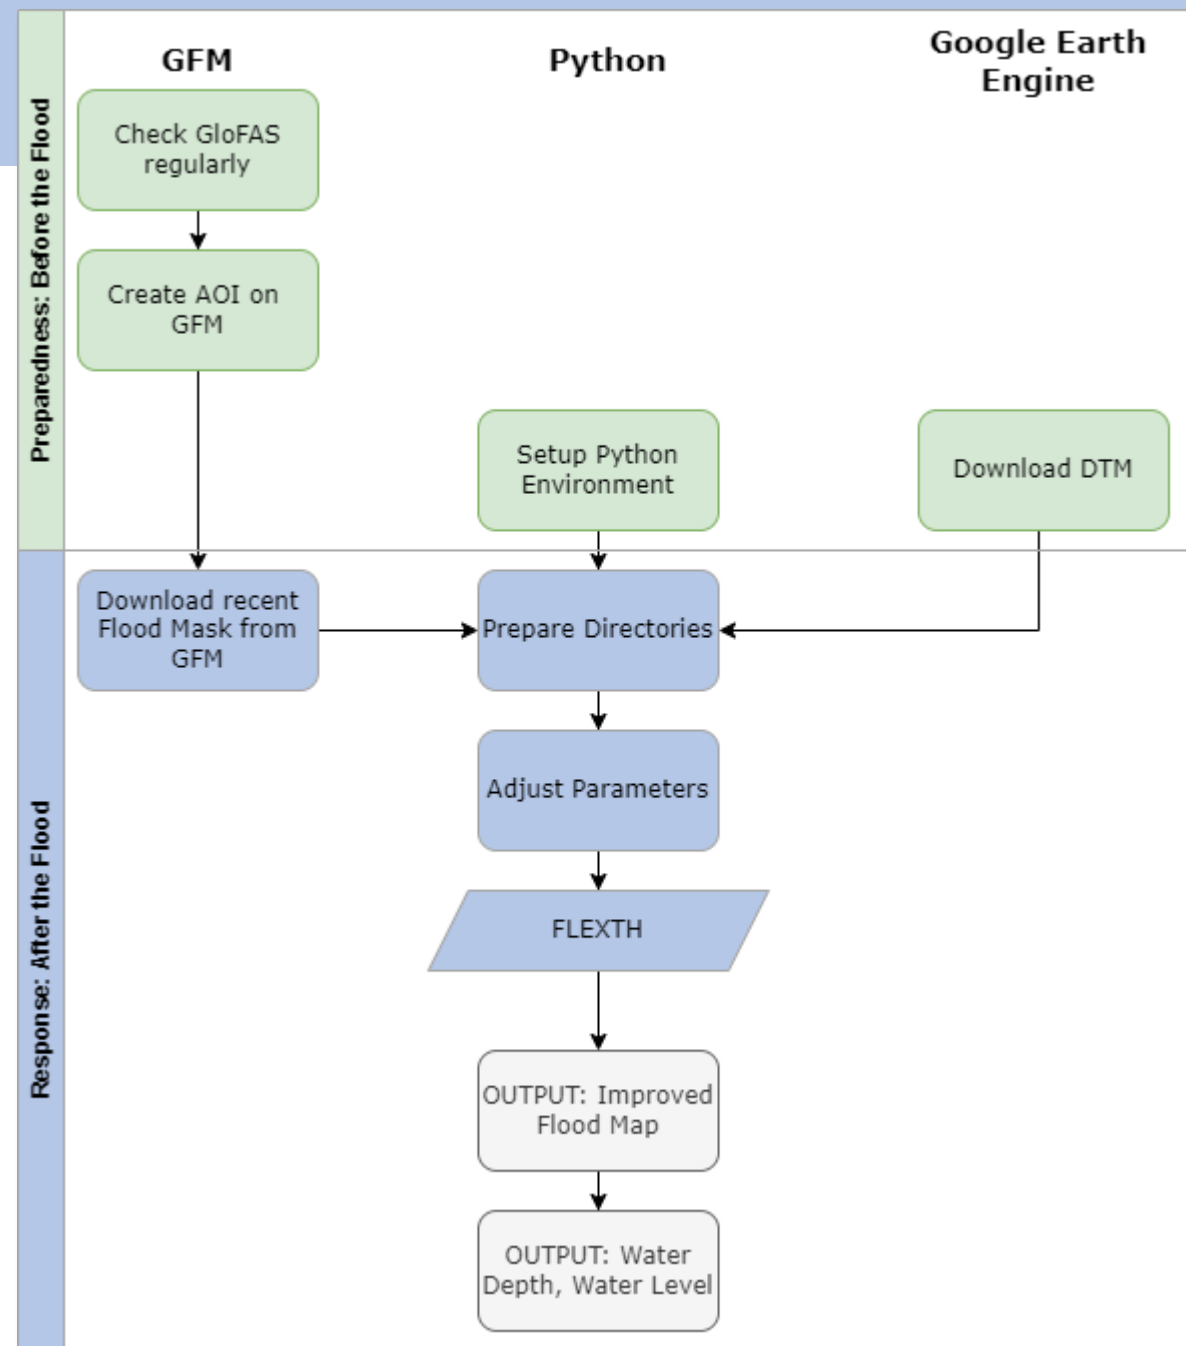 GFM
Python
Google Earth
Engine
Preparedness: Before the Flood
Check GloFAS
regularly
Create AOI on
GFM
Setup Python
Environment
Download DTM
Response: After the Flood
Download recent
Flood Mask from
GFM
Prepare Directories
Adjust Parameters
FLEXTH
OUTPUT: Improved
Flood Map
OUTPUT: Water
Depth, Water Level